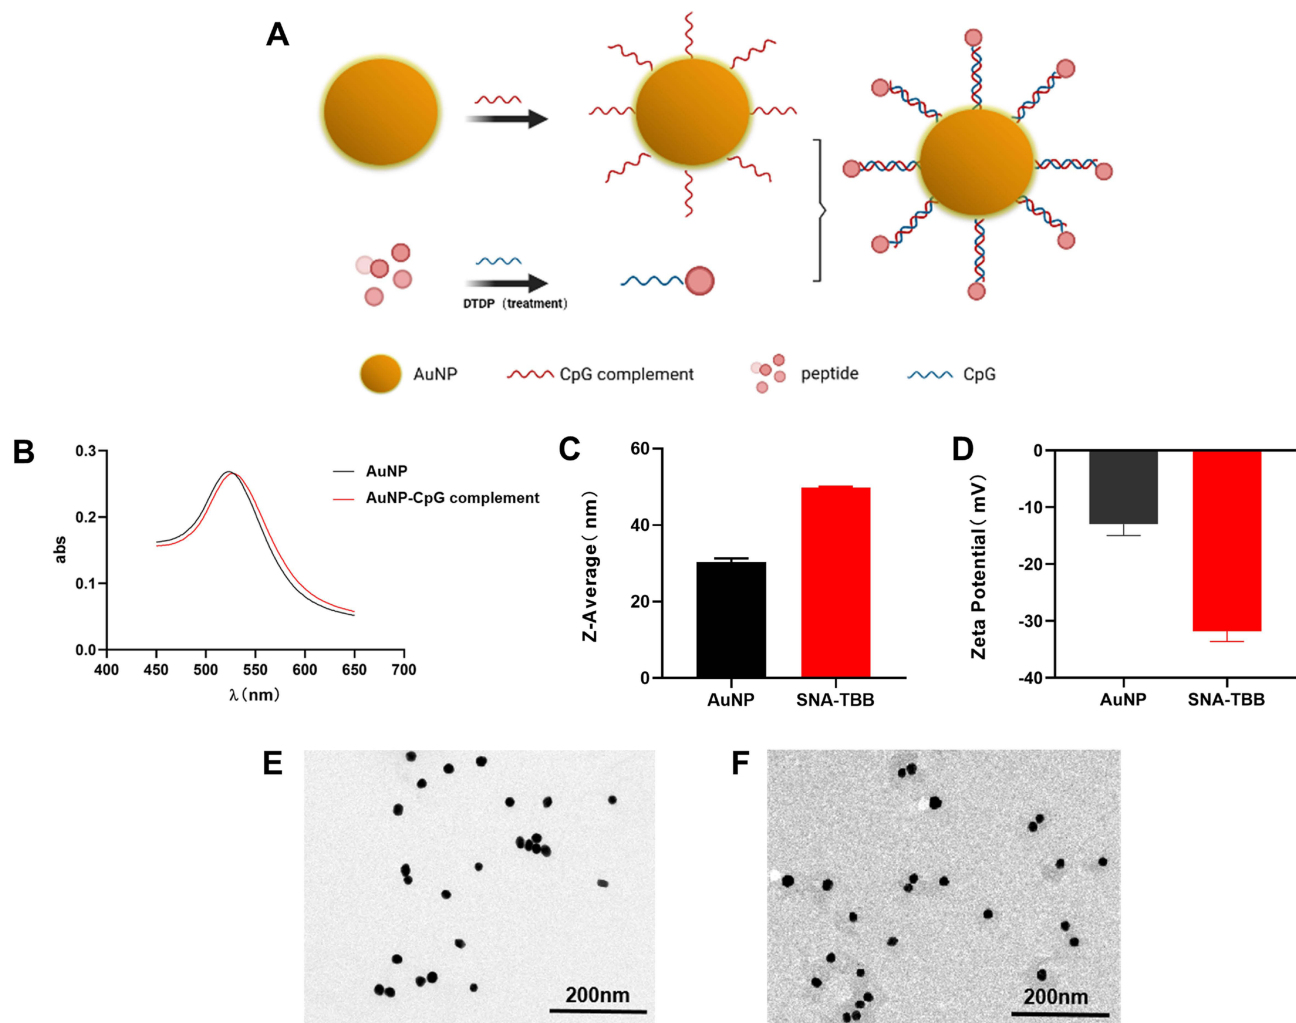 A
DTDP (treatment)
AuNP
CpG complement
peptide
CpG
B
abs
0.3
0.2
0.1
0.0
400 450 500 550 600 650 700
λ(nm)
AuNP
AuNP-CpG complement
C
Z-Average( nm)
60
40
20
0
AuNP SNA-TBB
D
Zeta Potential( mV)
0
-10
-20
-30
-40
AuNP SNA-TBB
E
200nm
F
200nm